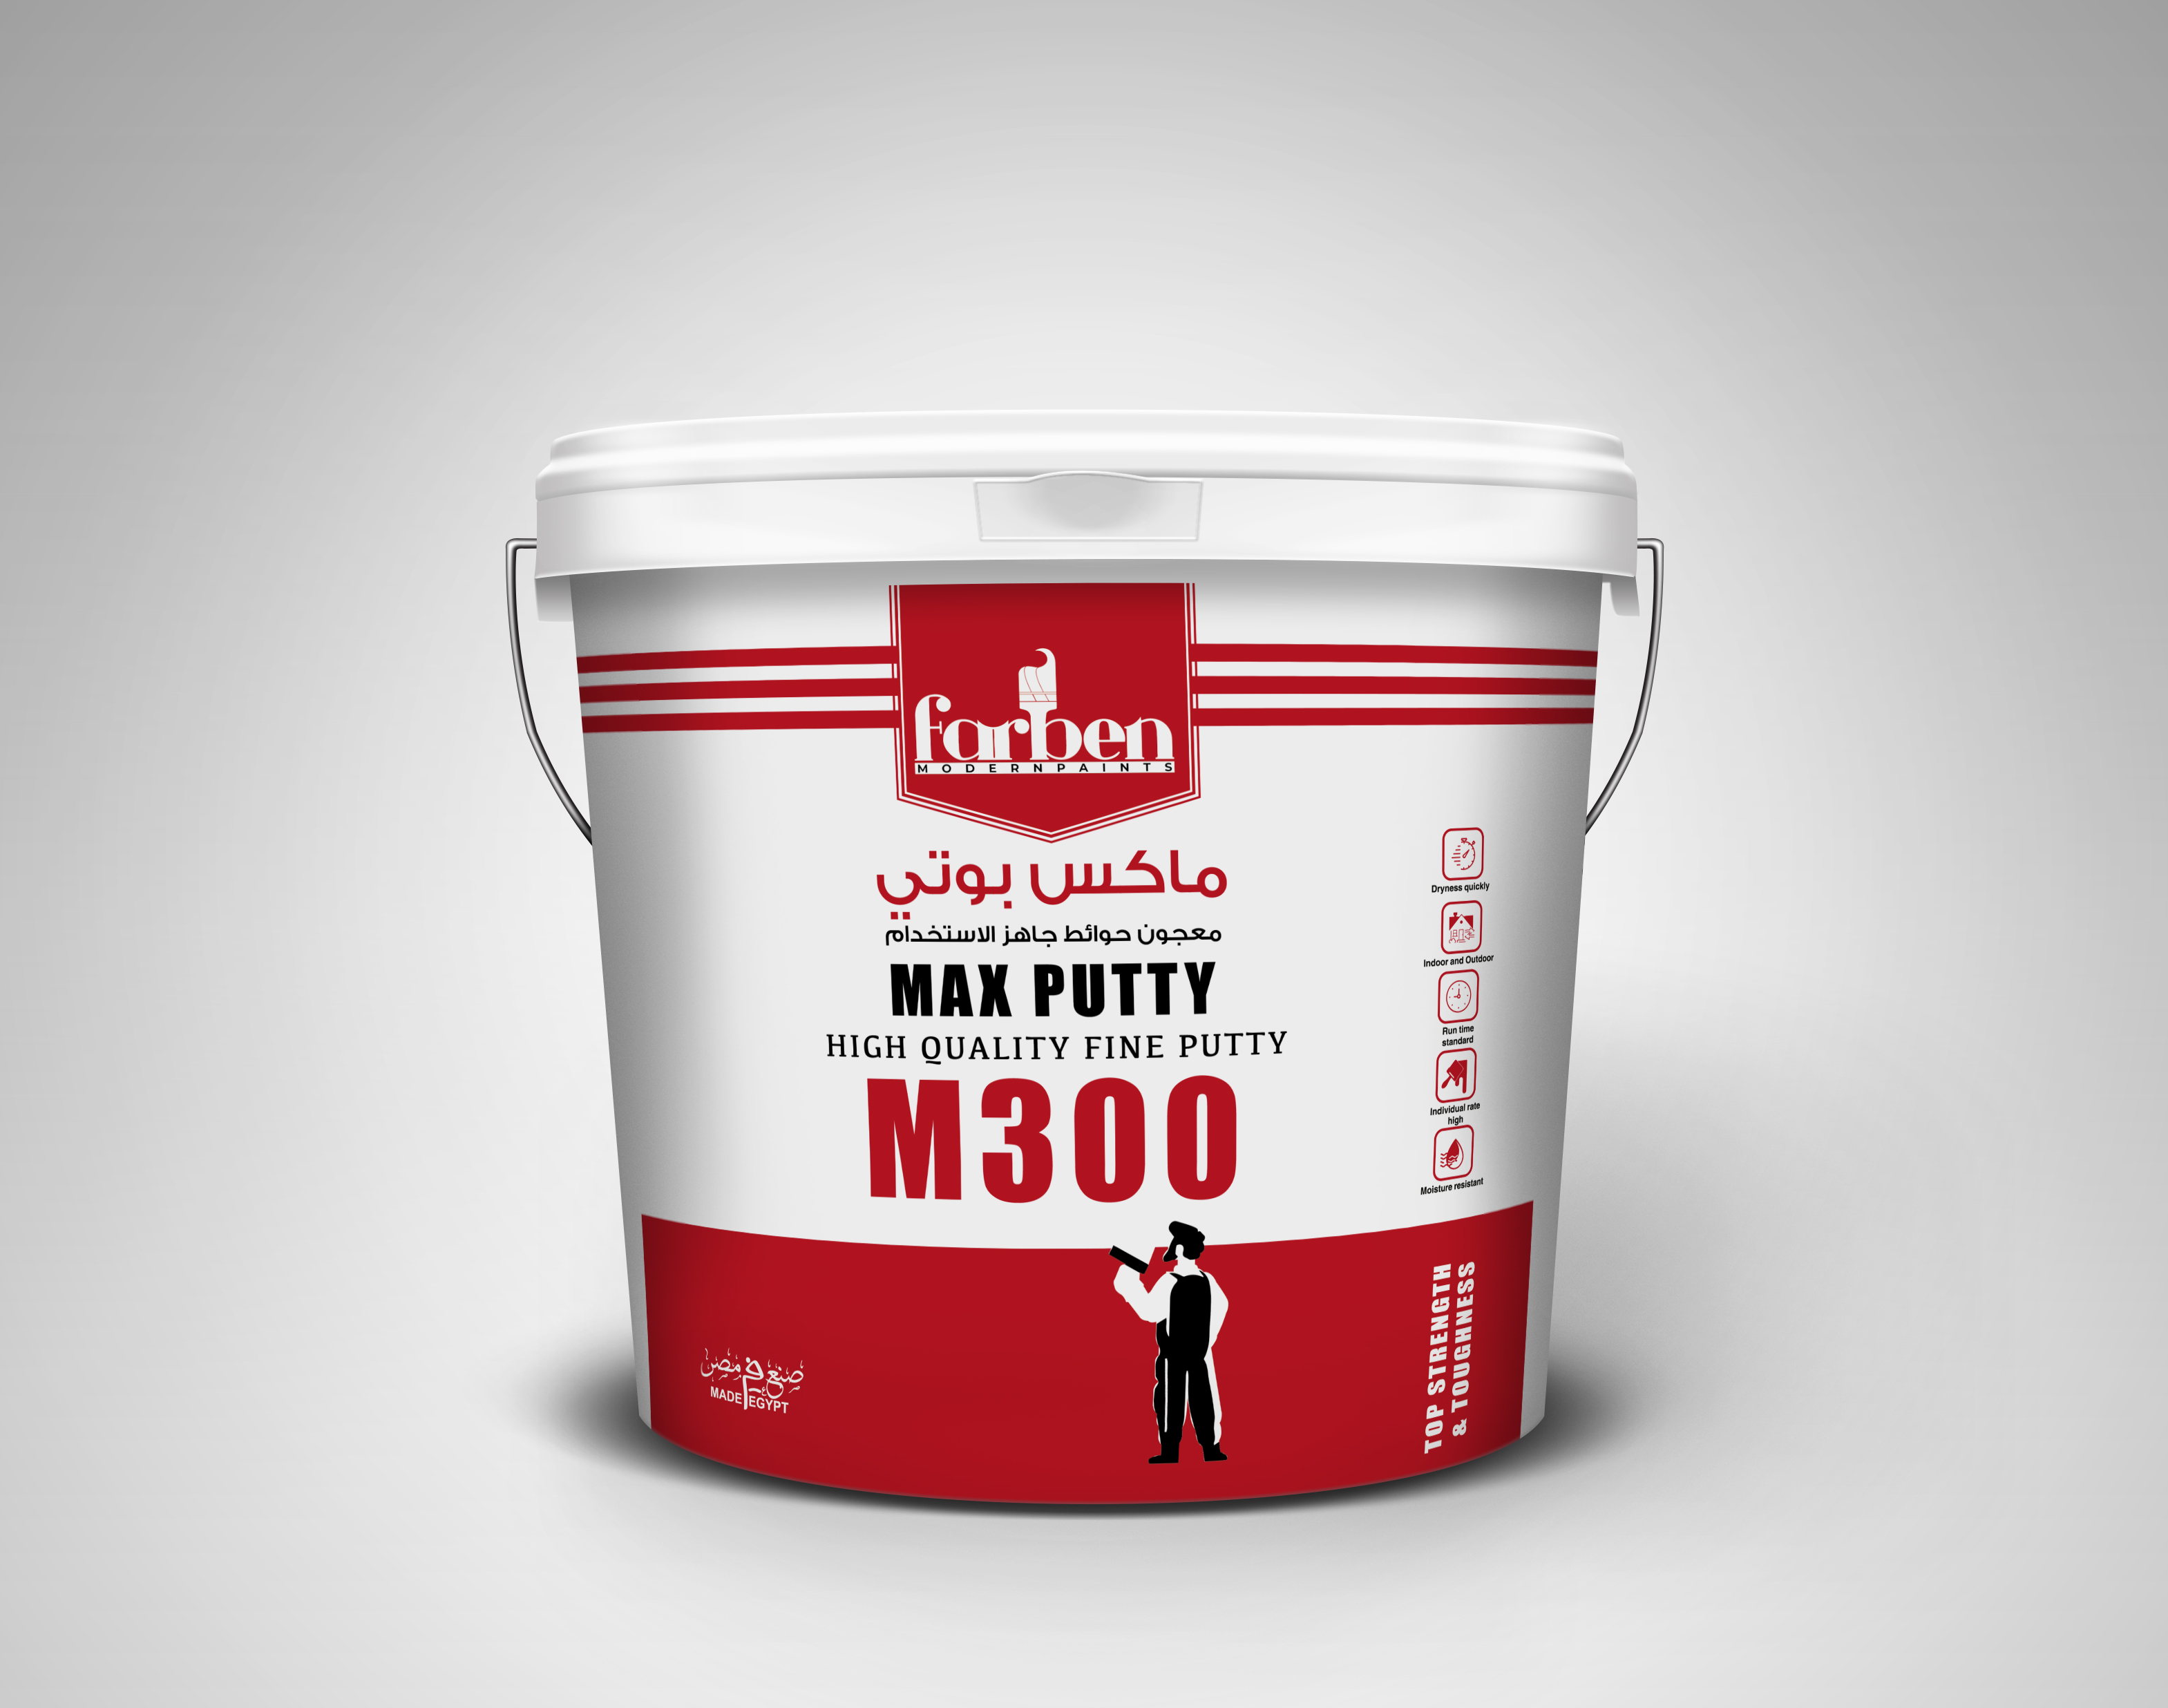 farben
MODERNPAINTS
ماكس بوتي
معجون حوائط جاهز الاستخدام
MAX PUTTY
HIGH QUALITY FINE PUTTY
M300
Dryness quickly
Indoor and Outdoor
Run time
standard
Individual rate
high
Moisture resistant
صنع في مصر
MADE EGYPT
TOP STRENGTH
& TOUGHNESS